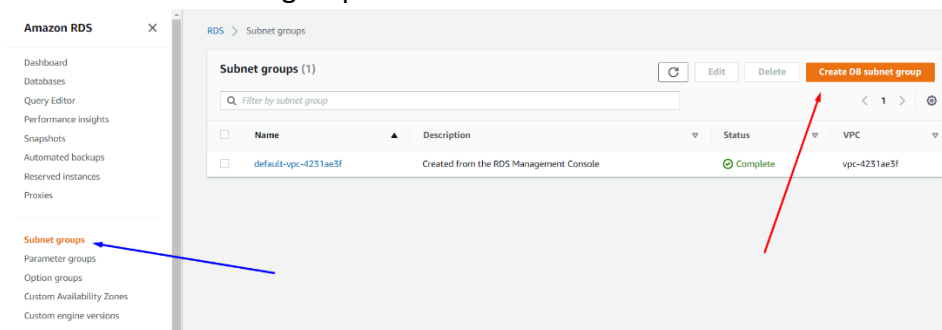 Amazon RDS
Dashboard
Databases
Query Editor
Performance insights
Snapshots
Automated backups
Reserved instances
Proxies
Subnet groups
Parameter groups
Option groups
Custom Availability Zones
Custom engine versions
RDS > Subnet groups
Subnet groups (1)
Edit Delete Create DB subnet group
Filter by subnet group
< 1 >
Name Description Status VPC
default-vpc-4231ae3f Created from the RDS Management Console Complete vpc-4231ae3f